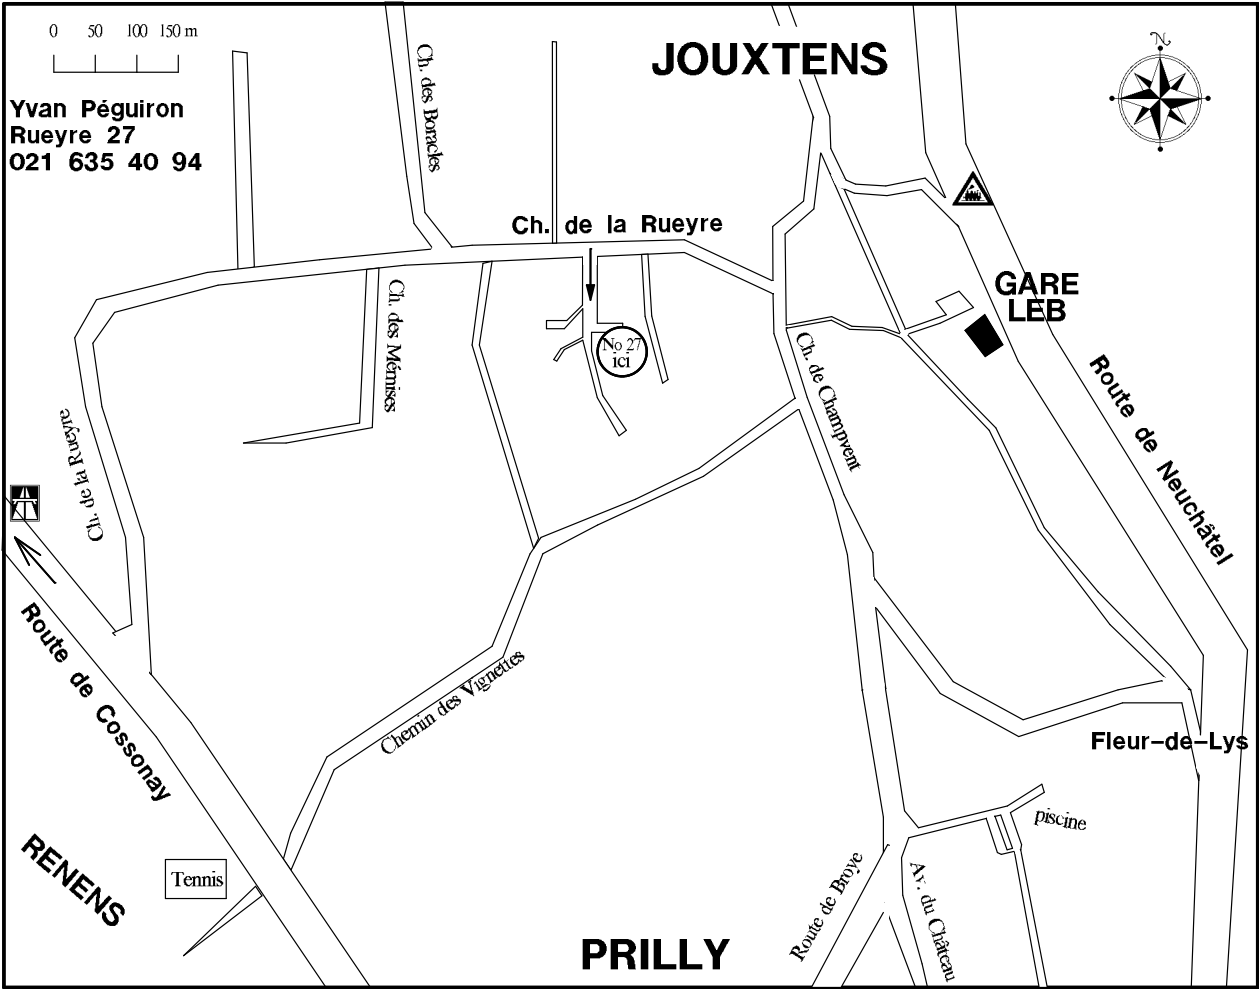 0 50 100 150 m
Yvan Péguiron
Rueyre 27
021 635 40 94
JOUXTENS
N
Ch. des Boracles
Ch. de la Rueyre
GARE
LEB
Ch. des Mémises
No 27
ici
Ch. de Champvent
Route de Neuchâtel
Ch. de la Rueyre
Route de Cossonay
Chemin des Vignettes
Fleur-de-Lys
piscine
RENENS
Tennis
Route de Broye
Av. du Château
PRILLY